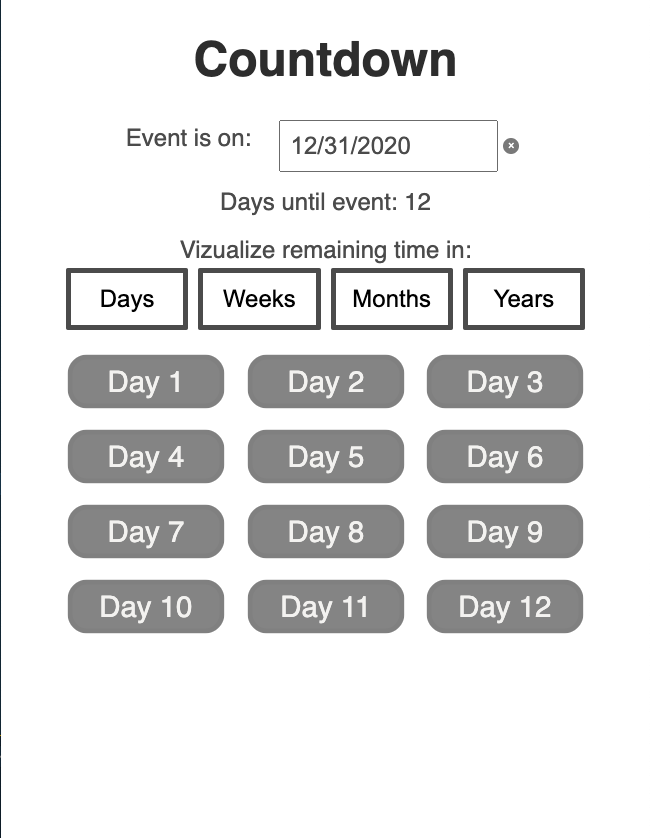 Countdown
Event is on: 12/31/2020
Days until event: 12
Vizualize remaining time in:
Days Weeks Months Years
Day 1 Day 2 Day 3
Day 4 Day 5 Day 6
Day 7 Day 8 Day 9
Day 10 Day 11 Day 12